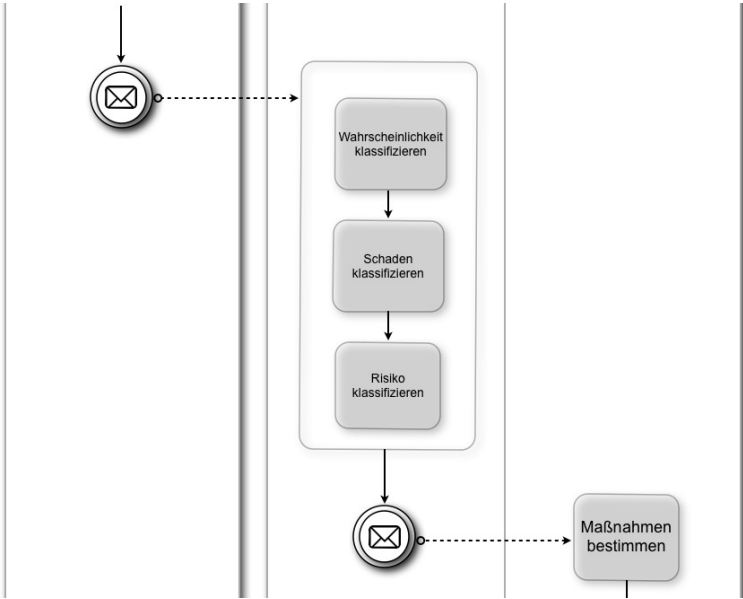 Wahrscheinlichkeit
klassifizieren
Schaden
klassifizieren
Risiko
klassifizieren
Maßnahmen
bestimmen